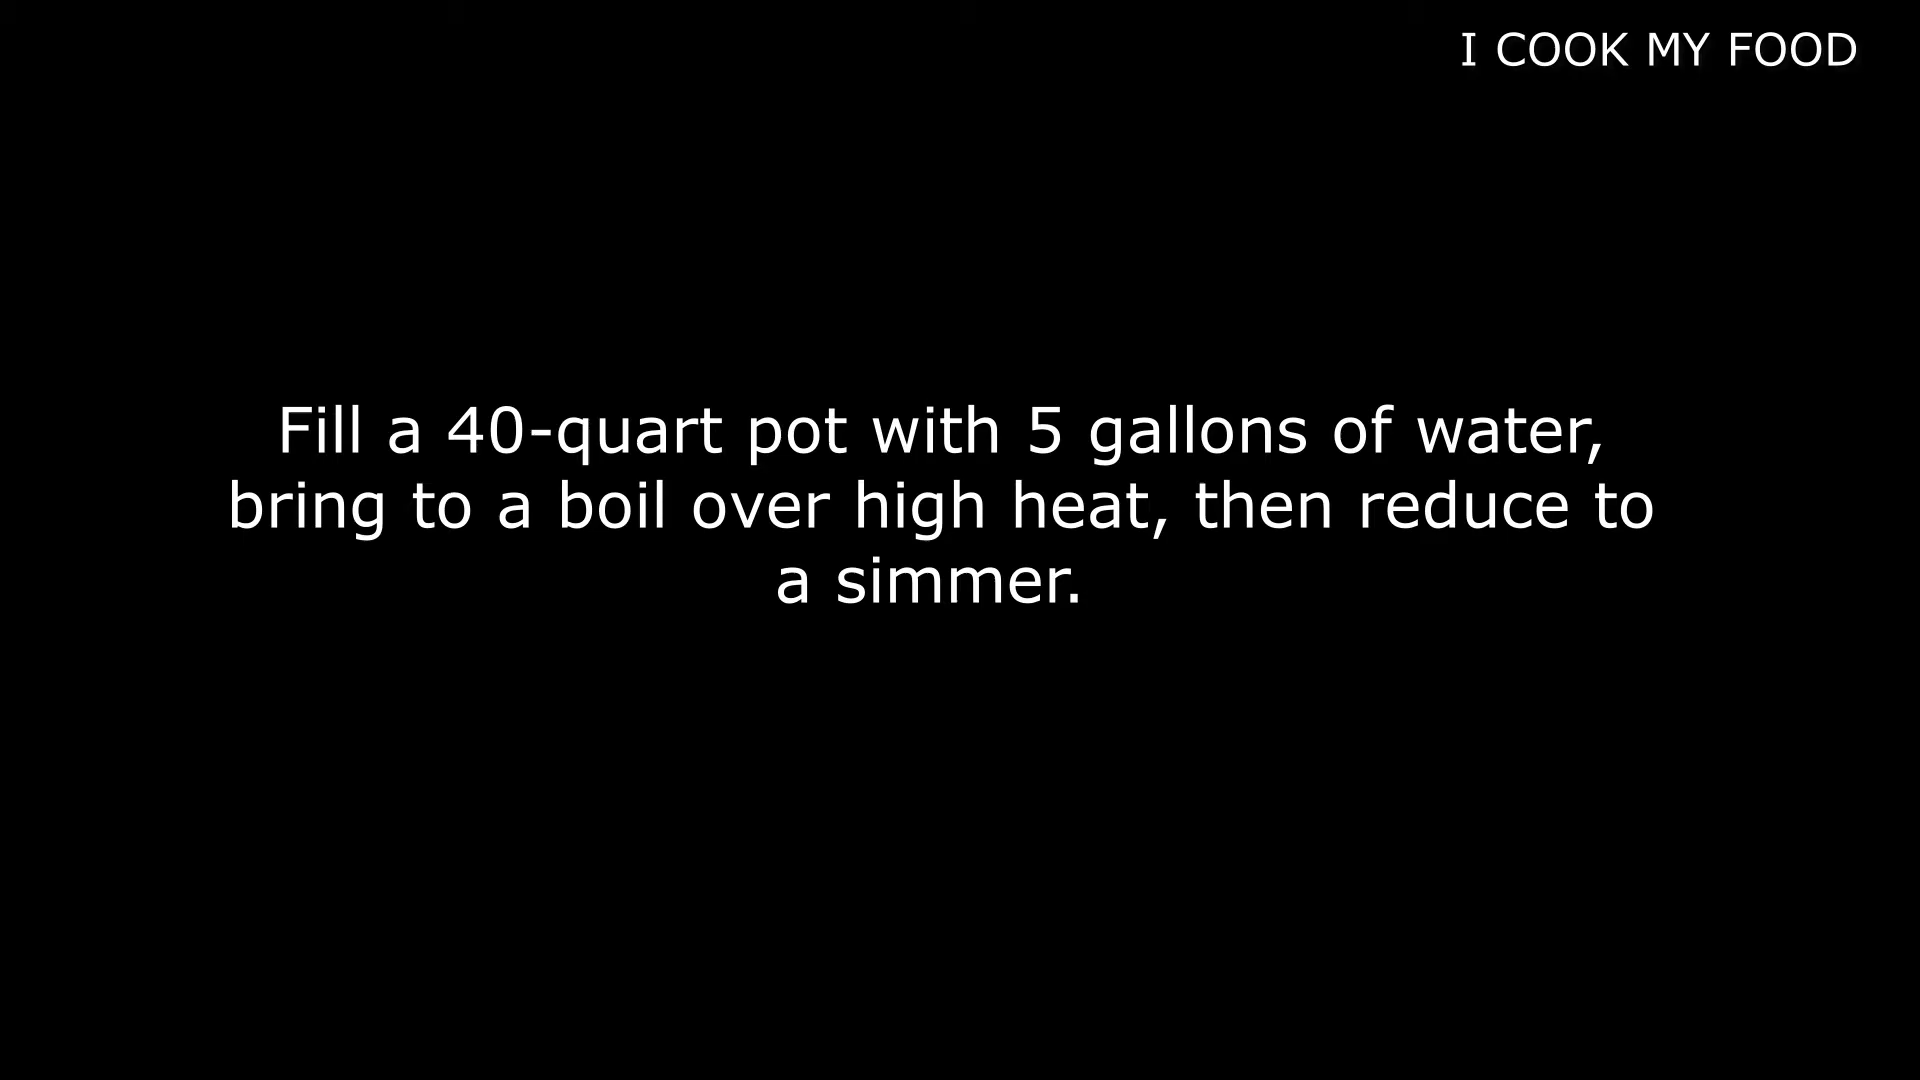 I COOK MY FOOD
Fill a 40-quart pot with 5 gallons of water,
bring to a boil over high heat, then reduce to
a simmer.